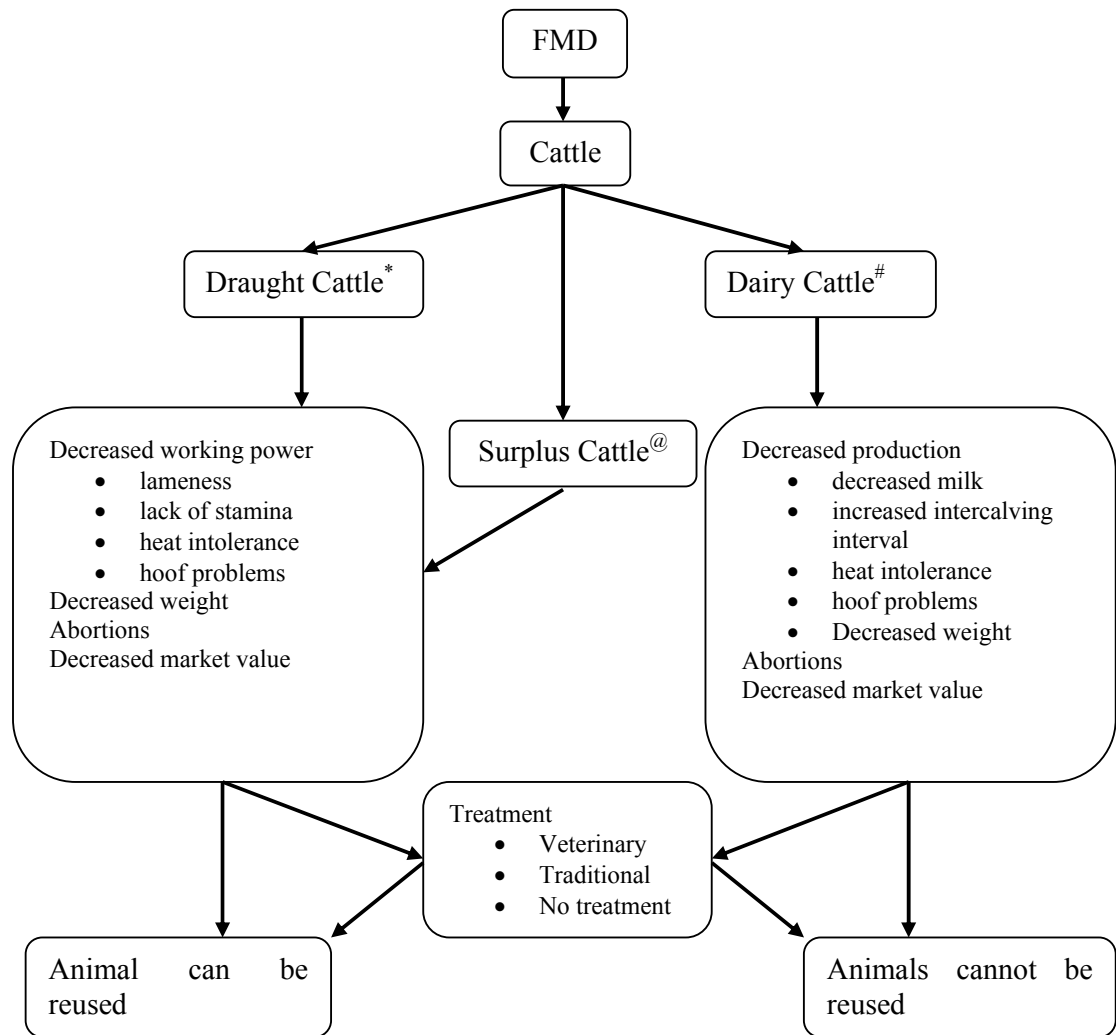 FMD
Cattle
Draught Cattle*
Dairy Cattle#
Surplus Cattle@
Decreased working power
• lameness
• lack of stamina
• heat intolerance
• hoof problems
Decreased weight
Abortions
Decreased market value
Decreased production
• decreased milk
• increased intercalving
interval
• heat intolerance
• hoof problems
• Decreased weight
Abortions
Decreased market value
Treatment
• Veterinary
• Traditional
• No treatment
Animal can be
reused
Animals cannot be
reused